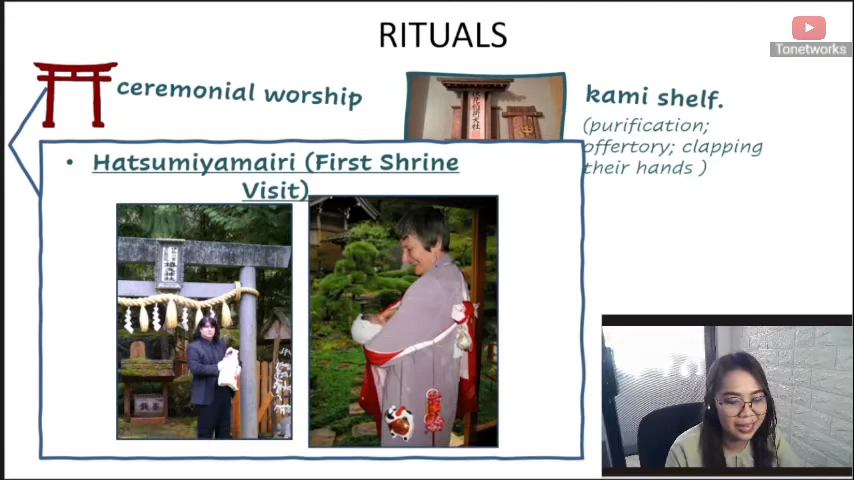 RITUALS
Tonetworks
ceremonial worship
kami shelf.
(purification;
offertory; clapping
their hands )
• Hatsumiyamairi (First Shrine
Visit)